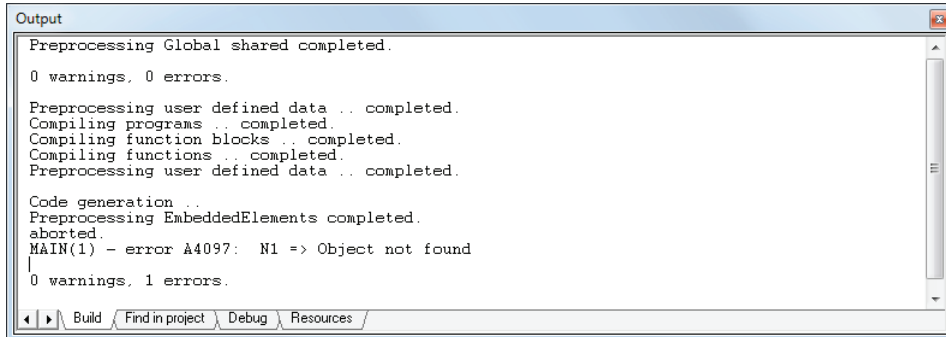 Output
Preprocessing Global shared completed.
0 warnings, 0 errors.
Preprocessing user defined data .. completed.
Compiling programs .. completed.
Compiling function blocks .. completed.
Compiling functions .. completed.
Preprocessing user defined data .. completed.
Code generation ..
Preprocessing EmbeddedElements completed.
aborted.
MAIN(1) – error A4097:  N1 => Object not found
0 warnings, 1 errors.
Build Find in project Debug Resources